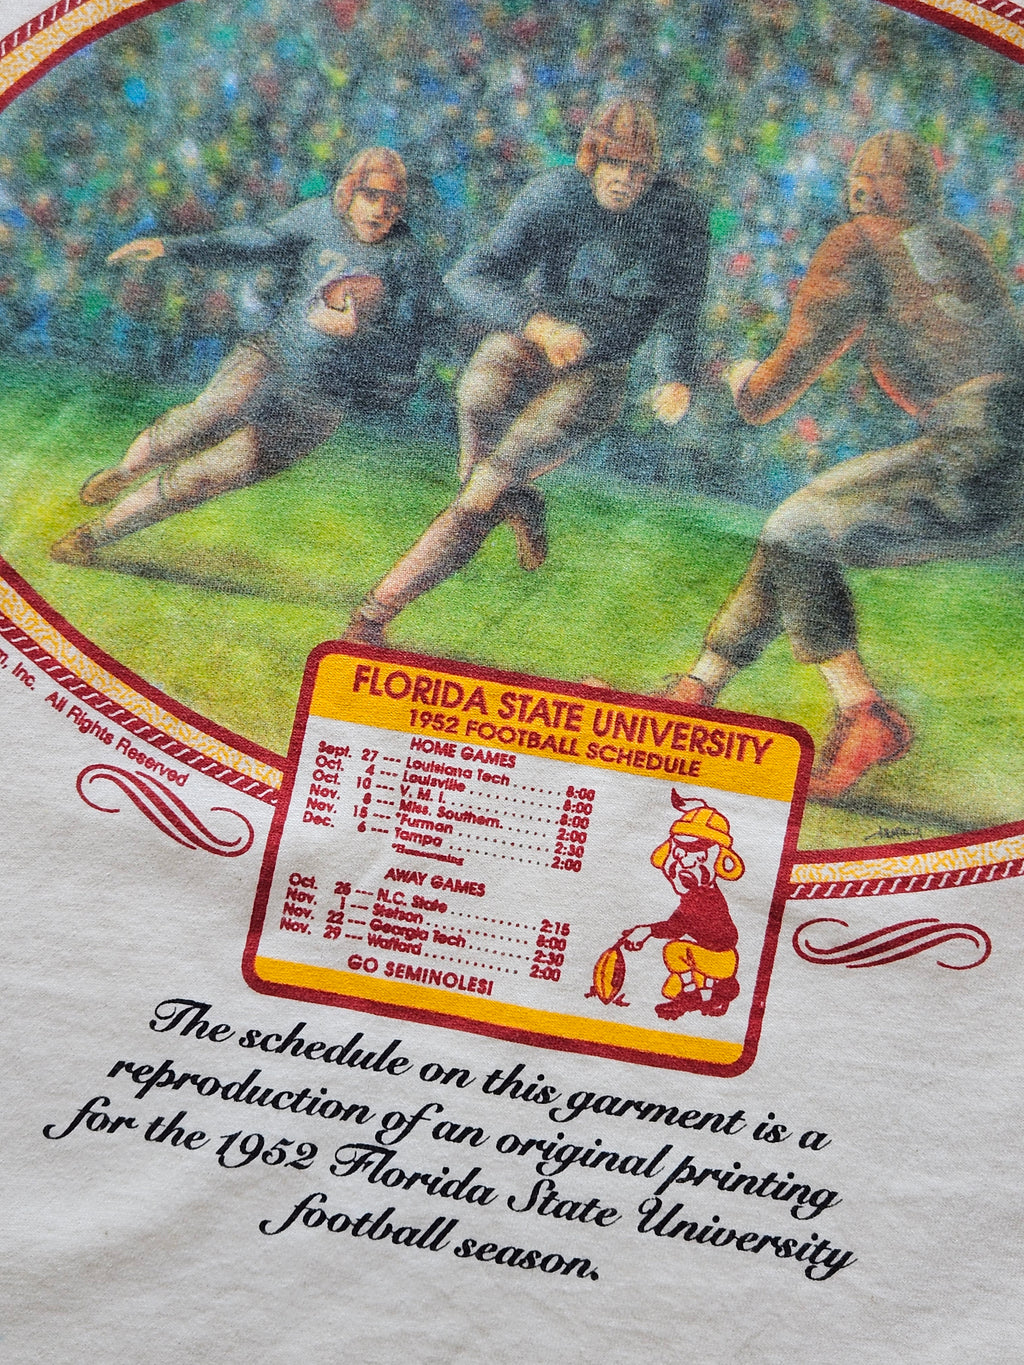 m, Inc. All Rights Reserved
FLORIDA STATE UNIVERSITY
1952 FOOTBALL SCHEDULE
HOME GAMES
Sept. 27 --- Louisiana Tech ........ 8:00
Oct. 4 --- Louisville ............ 8:00
Oct. 10 --- V. M. I. ............ 8:00
Nov. 8 --- Miss. Southern. ....... 2:00
Nov. 15 --- *Furman ............ 2:30
Dec. 6 --- Tampa ............ 2:00
*Homecoming
AWAY GAMES
Oct. 25 --- N.C. State ............ 2:15
Nov. 1 --- Stetson ............ 8:00
Nov. 22 --- Georgia Tech ......... 2:30
Nov. 29 --- Wofford ............ 2:00
GO SEMINOLES!
The schedule on this garment is a
reproduction of an original printing
for the 1952 Florida State University
football season.